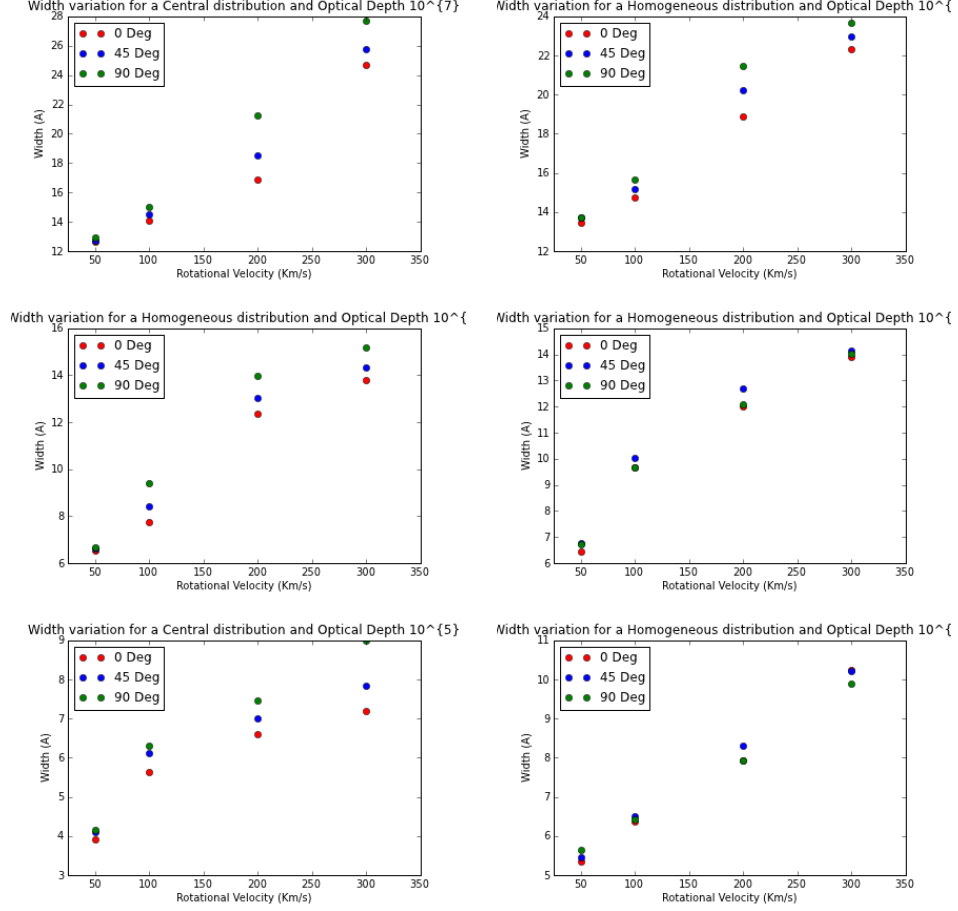 Width variation for a Central distribution and Optical Depth 10^{7}
28
26
24
22
20
18
16
14
12
Width (A)
0 Deg
45 Deg
90 Deg
50 100 150 200 250 300 350
Rotational Velocity (Km/s)
Width variation for a Homogeneous distribution and Optical Depth 10^{
24
22
20
18
16
14
12
Width (A)
0 Deg
45 Deg
90 Deg
50 100 150 200 250 300 350
Rotational Velocity (Km/s)
Width variation for a Homogeneous distribution and Optical Depth 10^{
16
14
12
10
8
6
Width (A)
0 Deg
45 Deg
90 Deg
50 100 150 200 250 300 350
Rotational Velocity (Km/s)
Width variation for a Homogeneous distribution and Optical Depth 10^{
15
14
13
12
11
10
9
8
7
6
Width (A)
0 Deg
45 Deg
90 Deg
50 100 150 200 250 300 350
Rotational Velocity (Km/s)
Width variation for a Central distribution and Optical Depth 10^{5}
9
8
7
6
5
4
3
Width (A)
0 Deg
45 Deg
90 Deg
50 100 150 200 250 300 350
Rotational Velocity (Km/s)
Width variation for a Homogeneous distribution and Optical Depth 10^{
11
10
9
8
7
6
5
Width (A)
0 Deg
45 Deg
90 Deg
50 100 150 200 250 300 350
Rotational Velocity (Km/s)